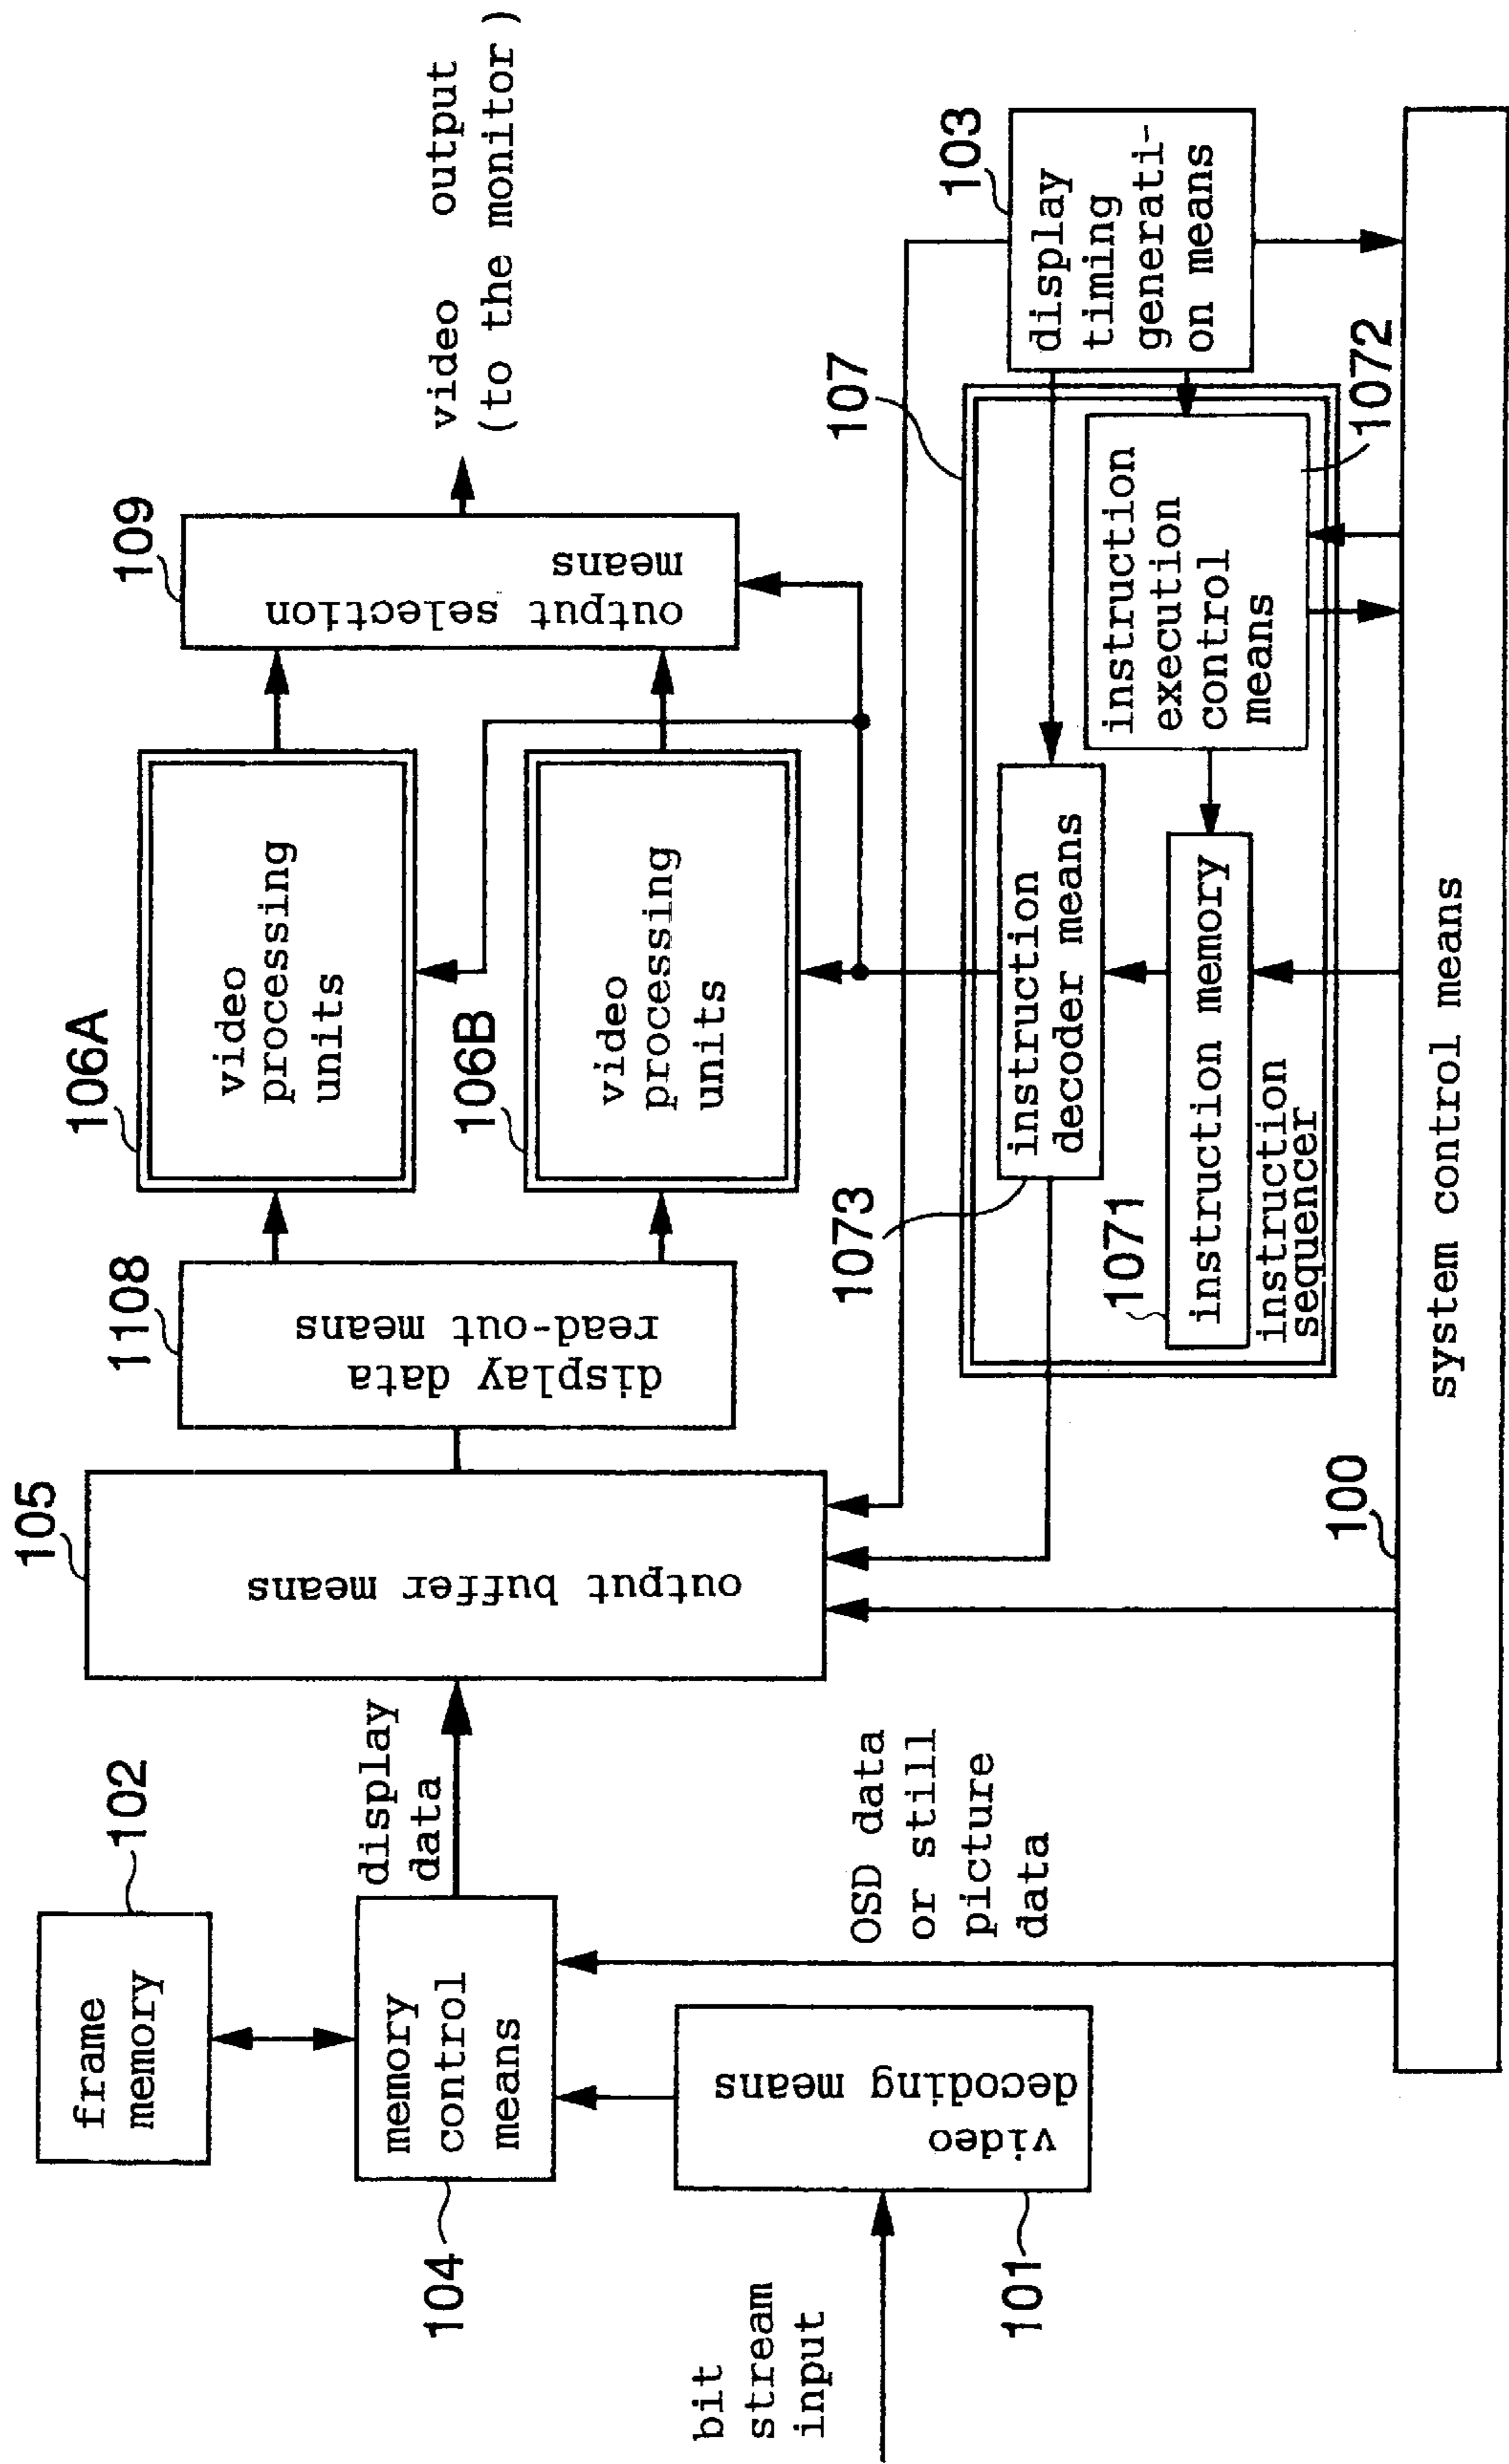 bit
stream
input
101
video
decoding means
104
memory
control
means
102
frame
memory
display
data
OSD data
or still
picture
data
105
output buffer means
1108
display data
read-out means
106A
video
processing
units
106B
video
processing
units
109
output selection
means
video output
(to the monitor)
103
display
timing
generati-
on means
107
1072
instruction
execution
control
means
1073
instruction
decoder means
1071
instruction memory
instruction
sequencer
100
system control means